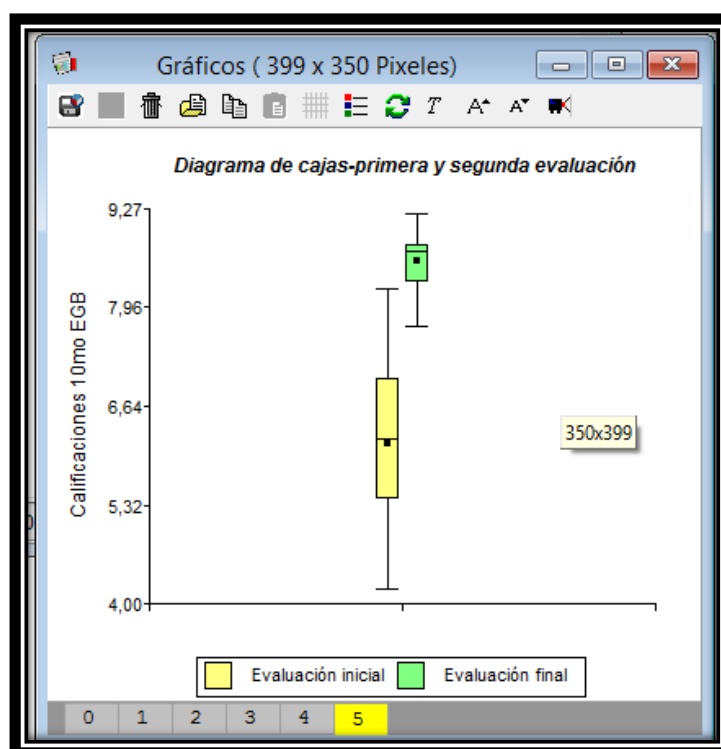 Gráficos ( 399 x 350 Pixeles)
T A A
Diagrama de cajas-primera y segunda evaluación
9,27
7,96
6,64
5,32
4,00
Calificaciones 10mo EGB
350x399
Evaluación inicial Evaluación final
0 1 2 3 4 5